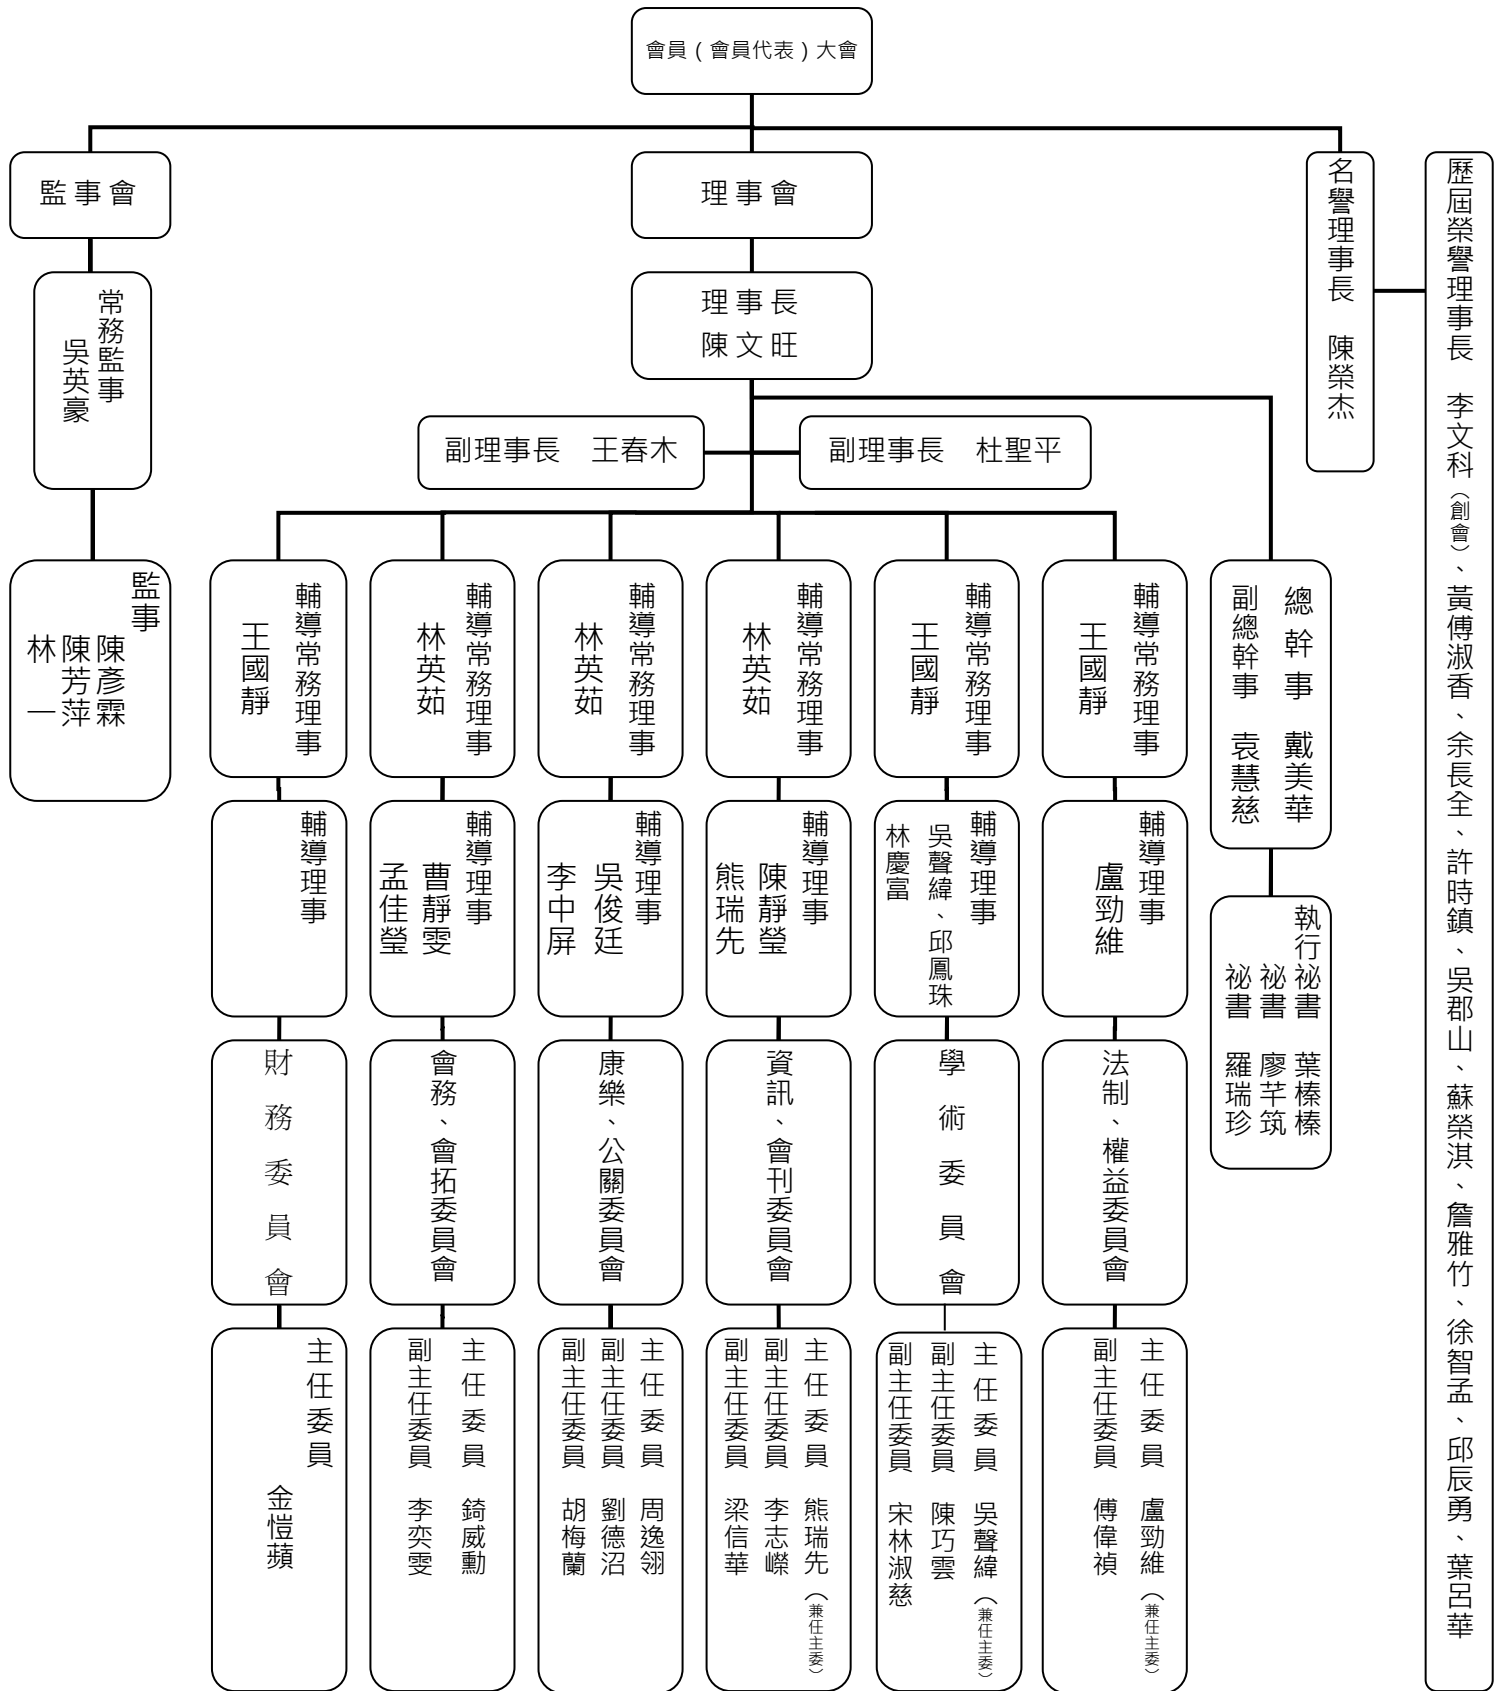 會員（會員代表）大會
監事會
理事會
名譽理事長　陳榮杰
歷屆榮譽理事長　李文科（創會）、黃傅淑香、余長全、許時鎮、吳郡山、蘇榮淇、詹雅竹、徐智孟、邱辰勇、葉呂華
常務監事
吳英豪
理事長
陳文旺
副理事長　王春木
副理事長　杜聖平
監事
陳彥霖
陳芳萍
林　一
輔導常務理事
王國靜
輔導常務理事
林英茹
輔導常務理事
林英茹
輔導常務理事
林英茹
輔導常務理事
王國靜
輔導常務理事
王國靜
總幹事　戴美華
副總幹事　袁慧慈
輔導理事
輔導理事
曹靜雯
孟佳瑩
輔導理事
吳俊廷
李中屏
輔導理事
陳靜瑩
熊瑞先
輔導理事
吳聲緯、邱鳳珠
林慶富
輔導理事
盧勁維
執行祕書　葉榛榛
祕書　廖芊筑
祕書　羅瑞珍
財務委員會
會務、會拓委員會
康樂、公關委員會
資訊、會刊委員會
學術委員會
法制、權益委員會
主任委員
金愷蘋
主任委員　錡威勳
副主任委員　李奕雯
主任委員　周逸翎
副主任委員　劉德沼
副主任委員　胡梅蘭
主任委員　熊瑞先（兼任主委）
副主任委員　李志嶸
副主任委員　梁信華
主任委員　吳聲緯（兼任主委）
副主任委員　陳巧雲
副主任委員　宋林淑慈
主任委員　盧勁維（兼任主委）
副主任委員　傅偉禎